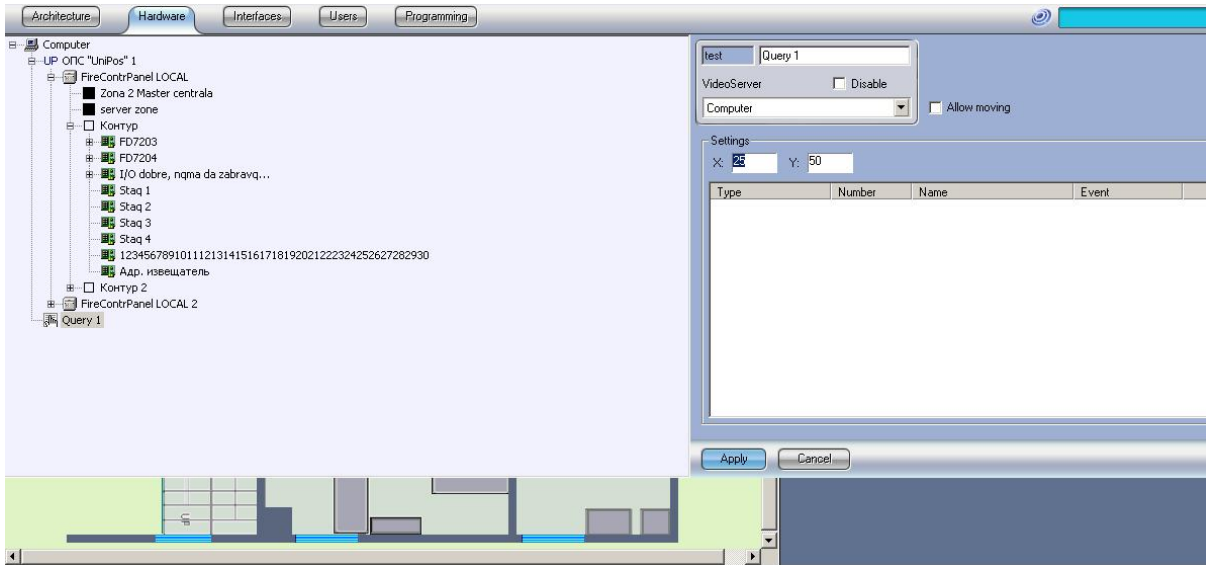 Architecture Hardware Interfaces Users Programming
Computer
UP ОПС "UniPos" 1
FireContrPanel LOCAL
Zona 2 Master centrala
server zone
Контур
FD7203
FD7204
I/O dobre, nqma da zabravq...
Staq 1
Staq 2
Staq 3
Staq 4
1234567891011121314151617181920212223242526272829 30
Адр. извещатель
Контур 2
FireContrPanel LOCAL 2
Query 1
test Query 1
VideoServer Disable
Computer Allow moving
Settings
X: 25 Y: 50
Type Number Name Event
Apply Cancel